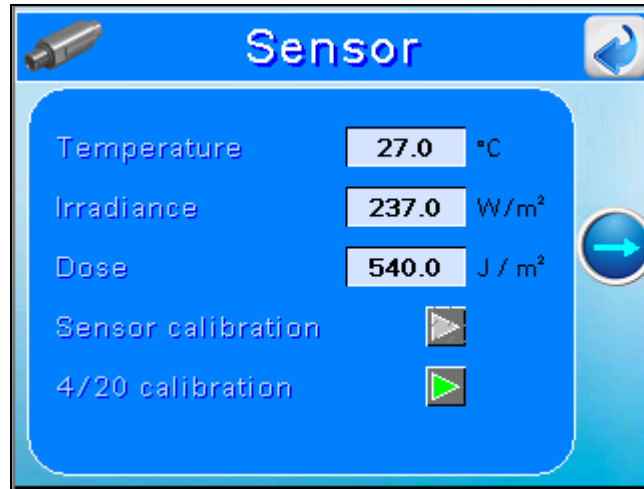 Sensor
Temperature 27.0 °C
Irradiance 237.0 W/m²
Dose 540.0 J / m²
Sensor calibration
4/20 calibration